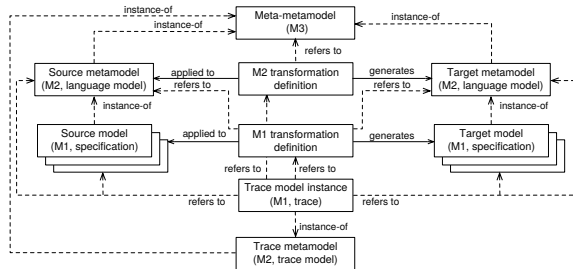 instance-of
instance-of
Meta-metamodel
(M3)
instance-of
refers to
Source metamodel
(M2, language model)
applied to
refers to
M2 transformation
definition
generates
refers to
Target metamodel
(M2, language model)
instance-of
instance-of
Source model
(M1, specification)
applied to
M1 transformation
definition
generates
Target model
(M1, specification)
refers to
refers to
refers to
Trace model instance
(M1, trace)
refers to
instance-of
Trace metamodel
(M2, trace model)